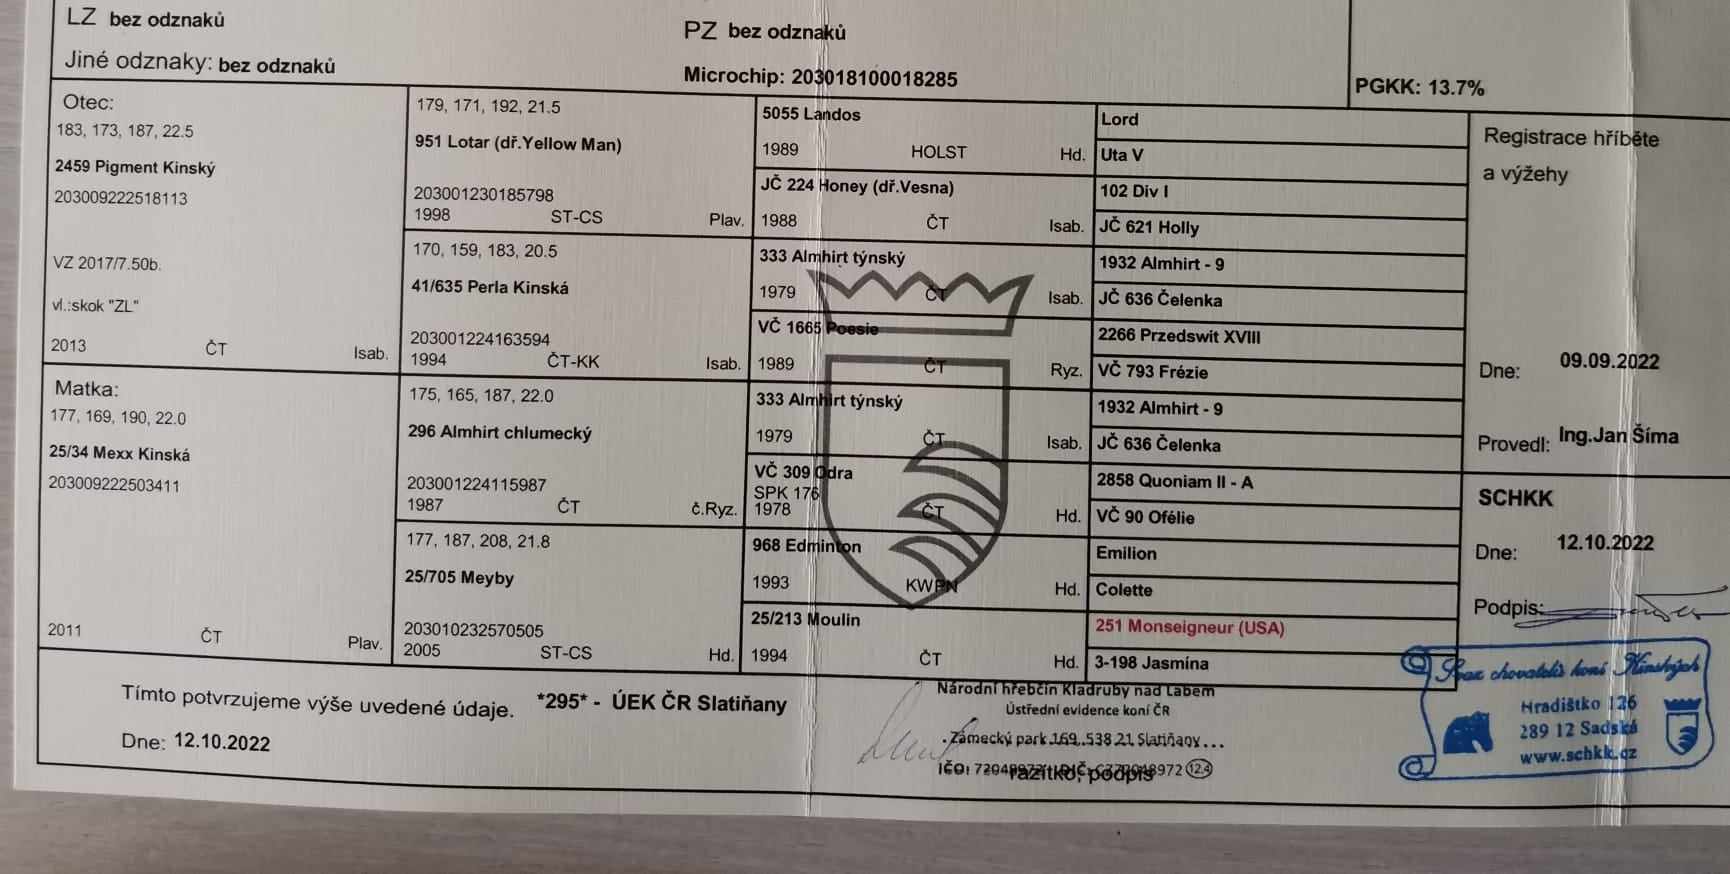 LZ bez odznaků
PZ bez odznaků
Jiné odznaky: bez odznaků
Microchip: 203018100018285
PGKK: 13.7%
Otec:
183, 173, 187, 22.5
2459 Pigment Kinský
203009222518113
VZ 2017/7.50b.
vl.:skok "ZL"
2013 ČT Isab.
Matka:
177, 169, 190, 22.0
25/34 Mexx Kinská
203009222503411
2011 ČT Plav.
179, 171, 192, 21.5
951 Lotar (dř.Yellow Man)
203001230185798
1998 ST-CS Plav.
170, 159, 183, 20.5
41/635 Perla Kinská
203001224163594
1994 ČT-KK Isab.
175, 165, 187, 22.0
296 Almhirt chlumecký
203001224115987
1987 ČT č.Ryz.
177, 187, 208, 21.8
25/705 Meyby
203010232570505
2005 ST-CS Hd.
5055 Landos
1989 HOLST Hd.
JČ 224 Honey (dř.Vesna)
1988 ČT Isab.
333 Almhirt týnský
1979 ČT Isab.
VČ 1665 Poesie
1989 ČT Ryz.
333 Almhirt týnský
1979 ČT Isab.
VČ 309 Odra
SPK 176
1978 ČT Hd.
968 Edminton
1993 KWPN Hd.
25/213 Moulin
1994 ČT Hd.
Lord
Uta V
102 Div I
JČ 621 Holly
1932 Almhirt - 9
JČ 636 Čelenka
2266 Przedswit XVIII
VČ 793 Frézie
1932 Almhirt - 9
JČ 636 Čelenka
2858 Quoniam II - A
VČ 90 Ofélie
Emilion
Colette
251 Monseigneur (USA)
3-198 Jasmína
Registrace hříběte
a výžehy
Dne: 09.09.2022
Provedl: Ing.Jan Šíma
SCHKK
Dne: 12.10.2022
Podpis:
Svaz chovatelů koní Kinských
Hradištko 126
289 12 Sadská
www.schkk.cz
Tímto potvrzujeme výše uvedené údaje. *295* - ÚEK ČR Slatiňany
Dne: 12.10.2022
Národní hřebčín Kladruby nad Labem
Ústřední evidence koní ČR
Zámecký park 169, 538 21 Slatiňany
IČO: 72048972 DIČ: CZ72048972 12.4
razítko, podpis